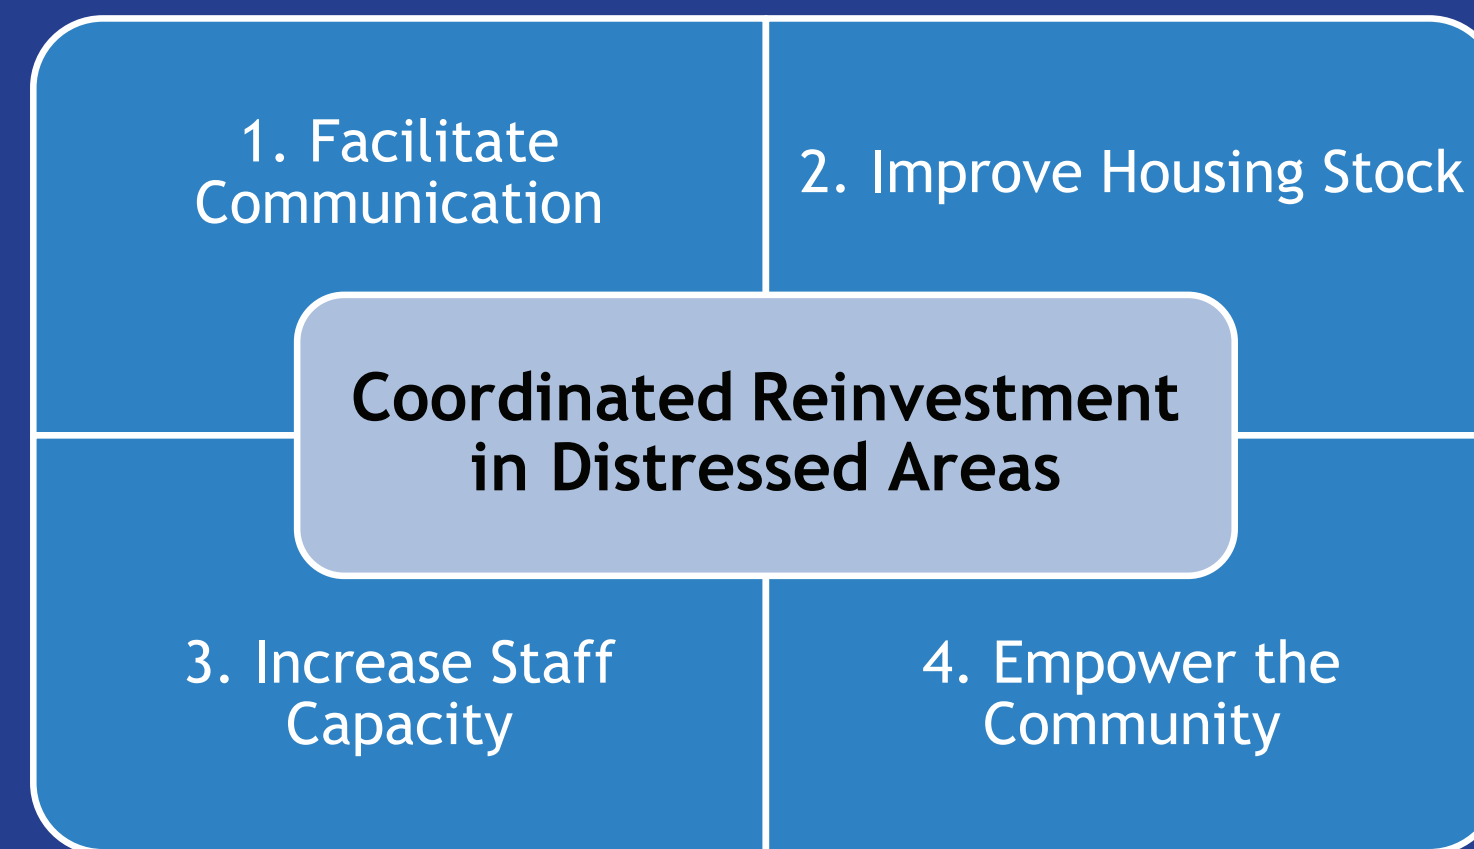 1. Facilitate
Communication
2. Improve Housing Stock
Coordinated Reinvestment
in Distressed Areas
3. Increase Staff
Capacity
4. Empower the
Community